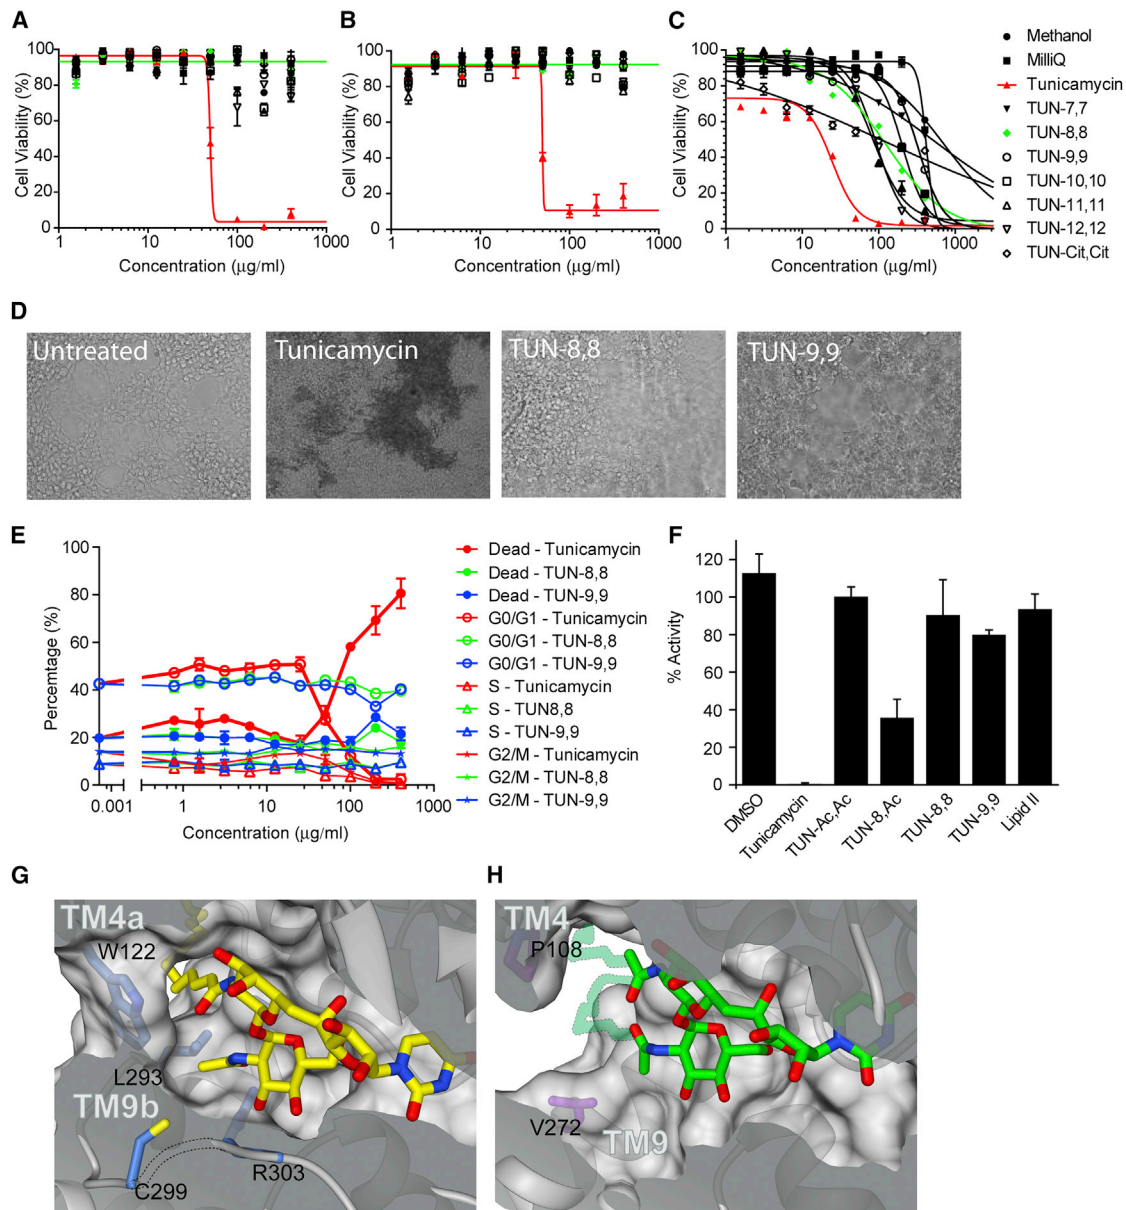 A
100
80
60
40
20
0
Cell Viability (%)
1
10
100
1000
Concentration (µg/ml)
B
100
80
60
40
20
0
Cell Viability (%)
1
10
100
1000
Concentration (µg/ml)
C
100
80
60
40
20
0
Cell Viability (%)
1
10
100
1000
Concentration (µg/ml)
Methanol
MilliQ
Tunicamycin
TUN-7,7
TUN-8,8
TUN-9,9
TUN-10,10
TUN-11,11
TUN-12,12
TUN-Cit,Cit
D
Untreated
Tunicamycin
TUN-8,8
TUN-9,9
E
100
80
60
40
20
0
Percemtage (%)
0.001
1
10
100
1000
Concentration (µg/ml)
Dead - Tunicamycin
Dead - TUN-8,8
Dead - TUN-9,9
G0/G1 - Tunicamycin
G0/G1 - TUN-8,8
G0/G1 - TUN-9,9
S - Tunicamycin
S - TUN8,8
S - TUN-9,9
G2/M - Tunicamycin
G2/M - TUN-8,8
G2/M - TUN-9,9
F
120
100
80
60
40
20
0
% Activity
DMSO
Tunicamycin
TUN-Ac,Ac
TUN-8,Ac
TUN-8,8
TUN-9,9
Lipid II
G
TM4a
W122
L293
TM9b
C299
R303
H
TM4
P108
V272
TM9